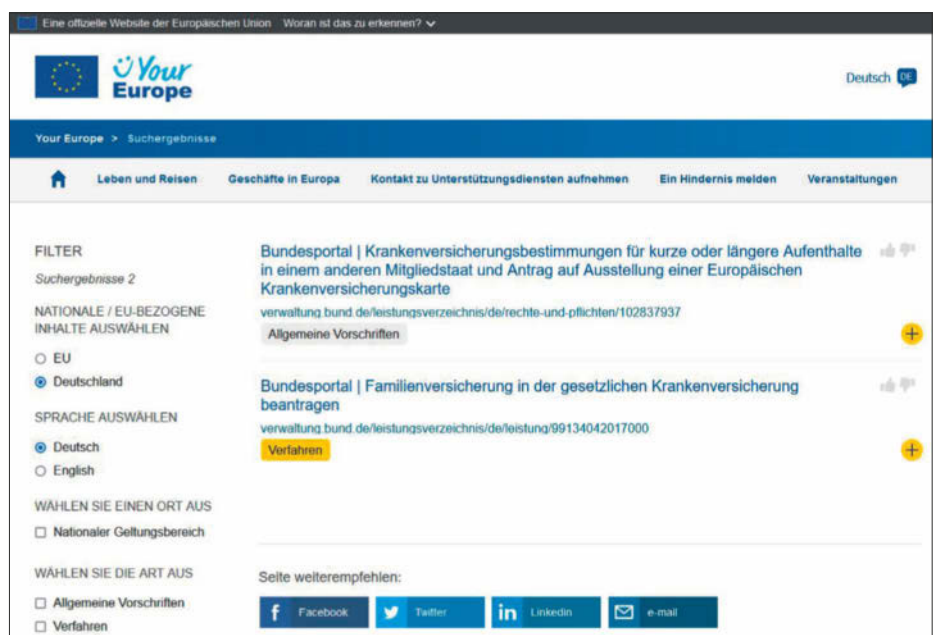 Eine offizielle Website der Europäischen Union Woran ist das zu erkennen?
Your
Europe
Deutsch DE
Your Europe > Suchergebnisse
Leben und Reisen Geschäfte in Europa Kontakt zu Unterstützungsdiensten aufnehmen Ein Hindernis melden Veranstaltungen
FILTER
Suchergebnisse 2
NATIONALE / EU-BEZOGENE
INHALTE AUSWÄHLEN
EU
Deutschland
SPRACHE AUSWÄHLEN
Deutsch
English
WÄHLEN SIE EINEN ORT AUS
Nationaler Geltungsbereich
WÄHLEN SIE DIE ART AUS
Allgemeine Vorschriften
Verfahren
Bundesportal | Krankenversicherungsbestimmungen für kurze oder längere Aufenthalte
in einem anderen Mitgliedstaat und Antrag auf Ausstellung einer Europäischen
Krankenversicherungskarte
verwaltung.bund.de/leistungsverzeichnis/de/rechte-und-pflichten/102837937
Allgemeine Vorschriften
Bundesportal | Familienversicherung in der gesetzlichen Krankenversicherung
beantragen
verwaltung.bund.de/leistungsverzeichnis/de/leistung/99134042017000
Verfahren
Seite weiterempfehlen:
Facebook Twitter Linkedin e-mail